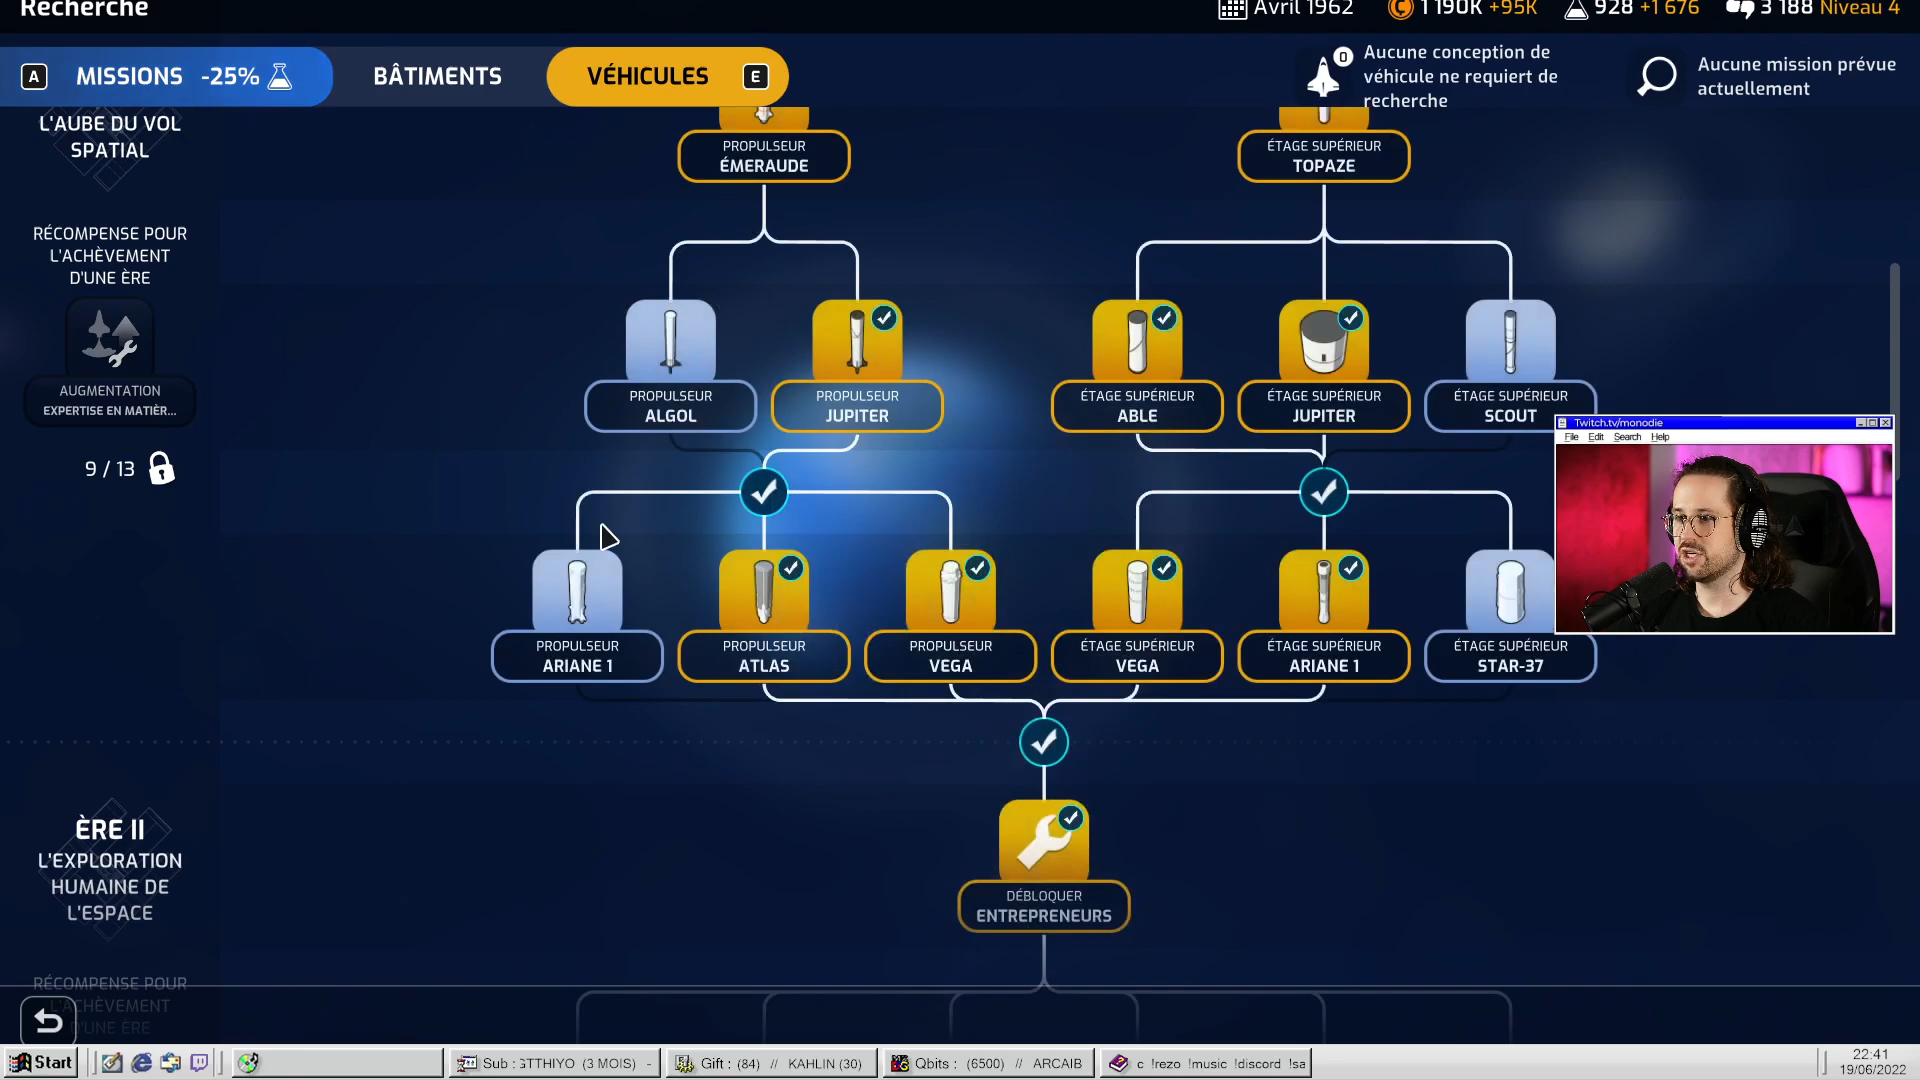 Recherche
Avril 1962
1 190K +95K
928 +1 676
3 188 Niveau 4
A
MISSIONS -25%
BÂTIMENTS
VÉHICULES
E
0
Aucune conception de
véhicule ne requiert de
recherche
Aucune mission prévue
actuellement
L'AUBE DU VOL
SPATIAL
RÉCOMPENSE POUR
L'ACHÈVEMENT
D'UNE ÈRE
AUGMENTATION
EXPERTISE EN MATIÈR...
9 / 13
PROPULSEUR
ÉMERAUDE
ÉTAGE SUPÉRIEUR
TOPAZE
PROPULSEUR
ALGOL
PROPULSEUR
JUPITER
ÉTAGE SUPÉRIEUR
ABLE
ÉTAGE SUPÉRIEUR
JUPITER
ÉTAGE SUPÉRIEUR
SCOUT
Twitch.tv/monodie
File Edit Search Help
PROPULSEUR
ARIANE 1
PROPULSEUR
ATLAS
PROPULSEUR
VEGA
ÉTAGE SUPÉRIEUR
VEGA
ÉTAGE SUPÉRIEUR
ARIANE 1
ÉTAGE SUPÉRIEUR
STAR-37
DÉBLOQUER
ENTREPRENEURS
ÈRE II
L'EXPLORATION
HUMAINE DE
L'ESPACE
RÉCOMPENSE POUR
L'ACHÈVEMENT
D'UNE ÈRE
Start
Sub : GTTHIYO (3 MOIS) -
Gift : (84) // KAHLIN (30)
Qbits : (6500) // ARCAIB
c !rezo !music !discord !sa
22:41
19/06/2022